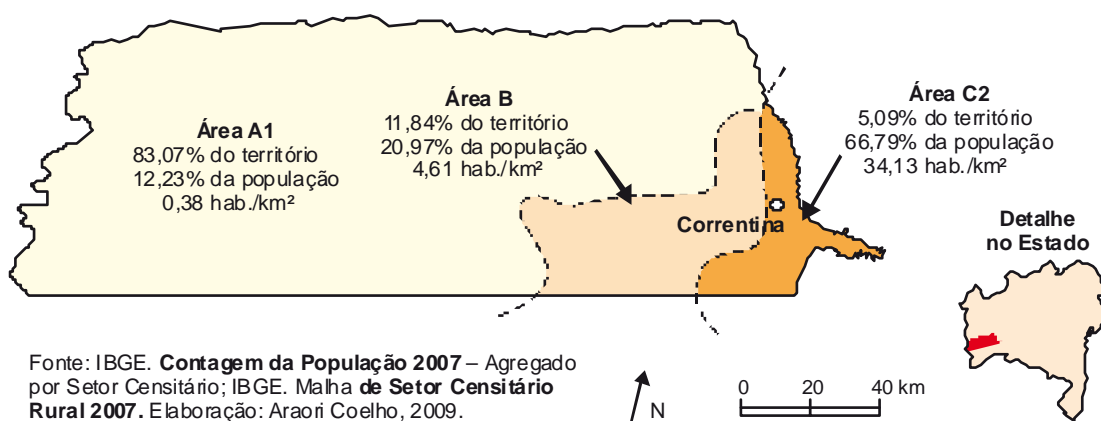 Área A1
83,07% do território
12,23% da população
0,38 hab./km²
Área B
11,84% do território
20,97% da população
4,61 hab./km²
Área C2
5,09% do território
66,79% da população
34,13 hab./km²
Correntina
Detalhe
no Estado
Fonte: IBGE. Contagem da População 2007 – Agregado
por Setor Censitário; IBGE. Malha de Setor Censitário
Rural 2007. Elaboração: Araori Coelho, 2009.
N
0 20 40 km